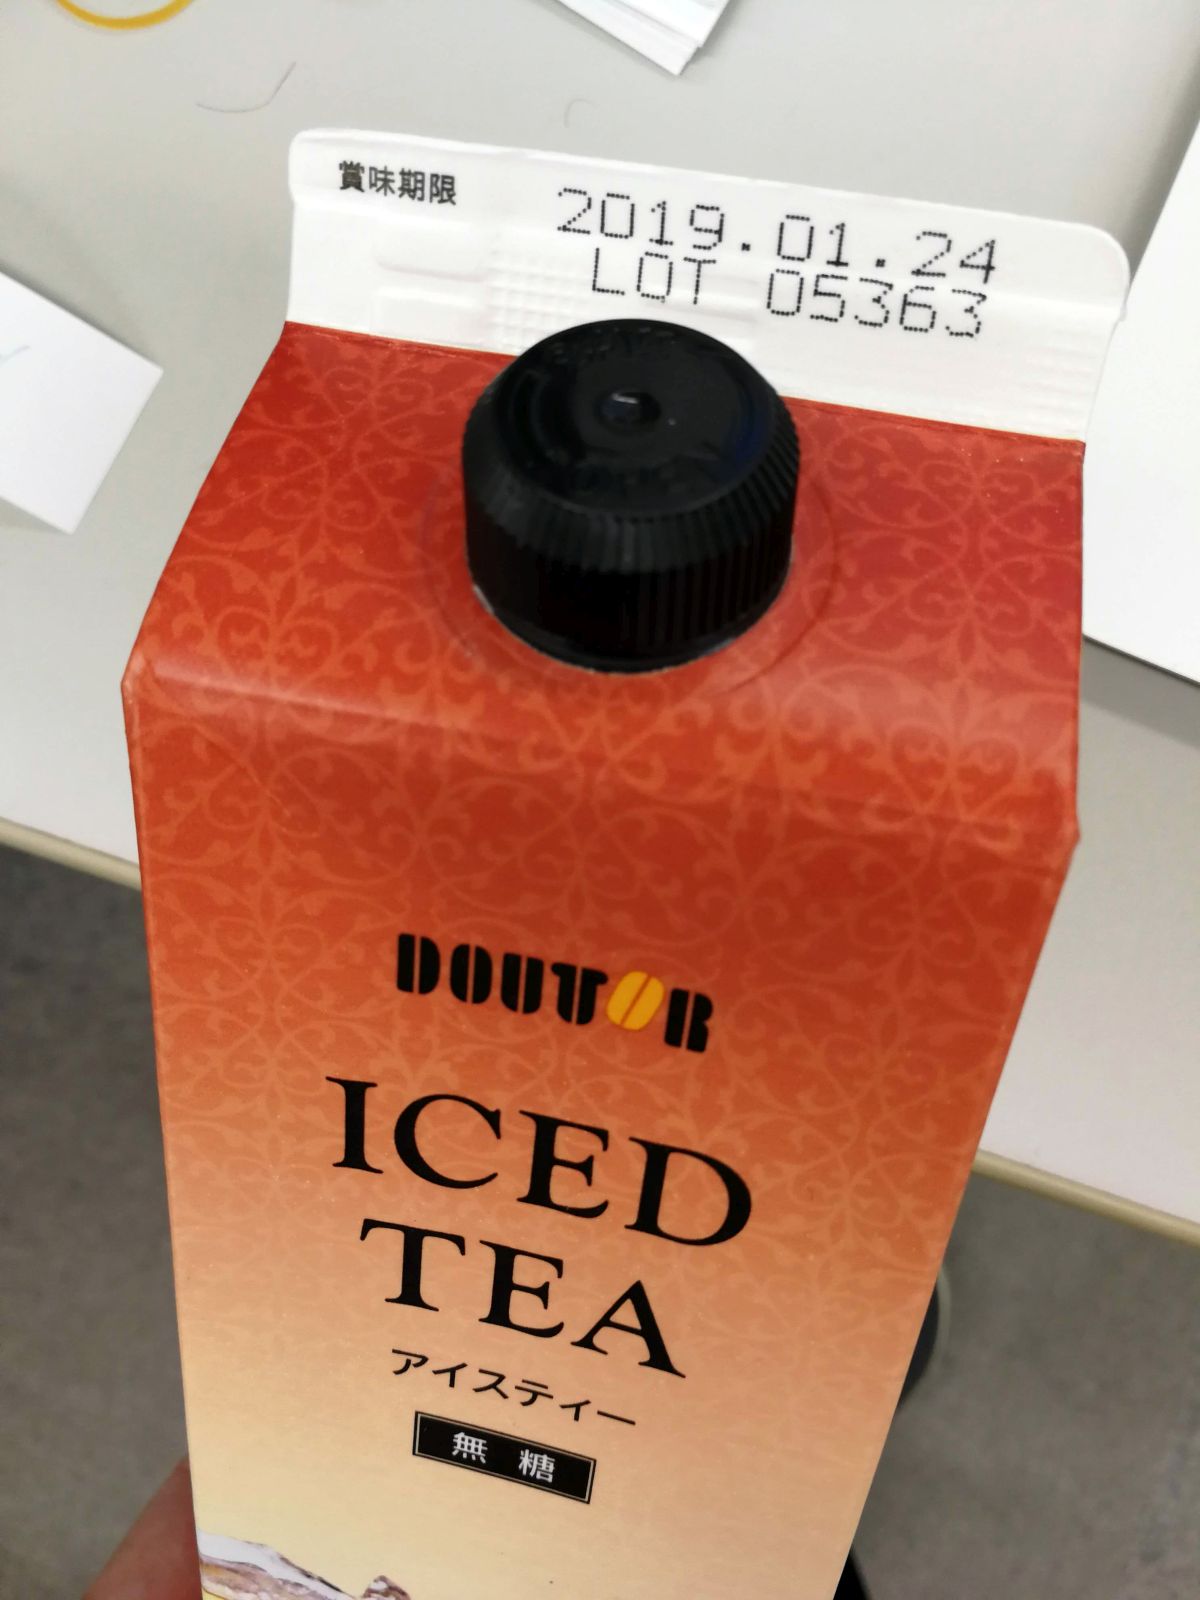 賞味期限
2019.01.24
LOT 05363
DOUTOR
ICED
TEA
アイスティー
無糖